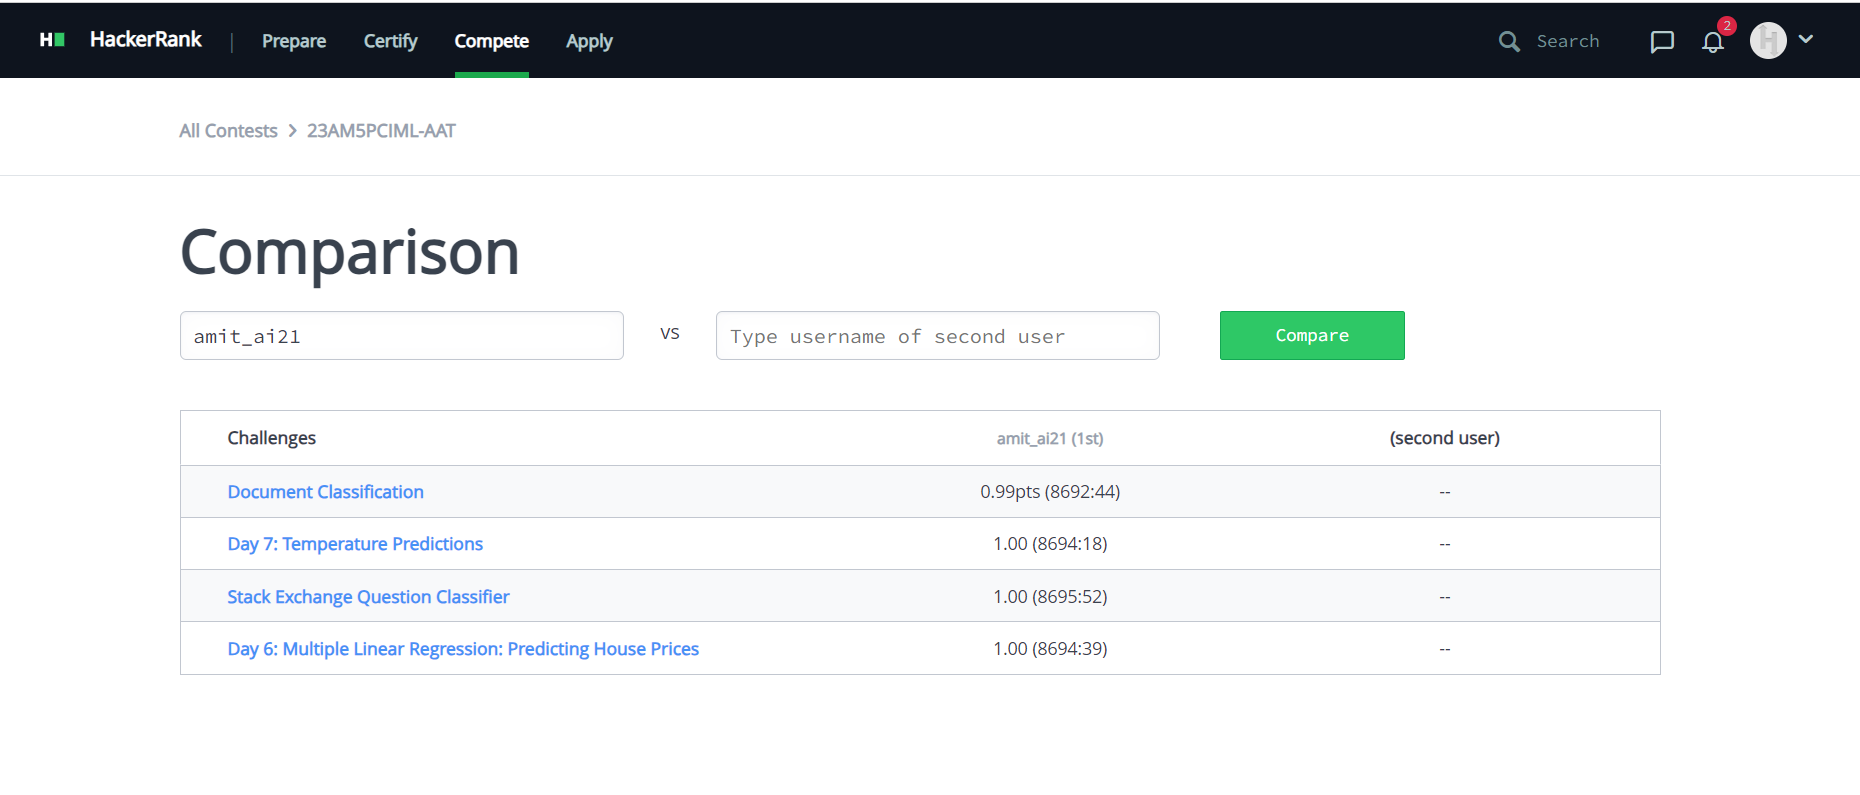 HackerRank | Prepare Certify Compete Apply Search 2
All Contests > 23AM5PCIML-AAT
Comparison
amit_ai21 vs Type username of second user Compare
Challenges amit_ai21 (1st) (second user)
Document Classification 0.99pts (8692:44) --
Day 7: Temperature Predictions 1.00 (8694:18) --
Stack Exchange Question Classifier 1.00 (8695:52) --
Day 6: Multiple Linear Regression: Predicting House Prices 1.00 (8694:39) --